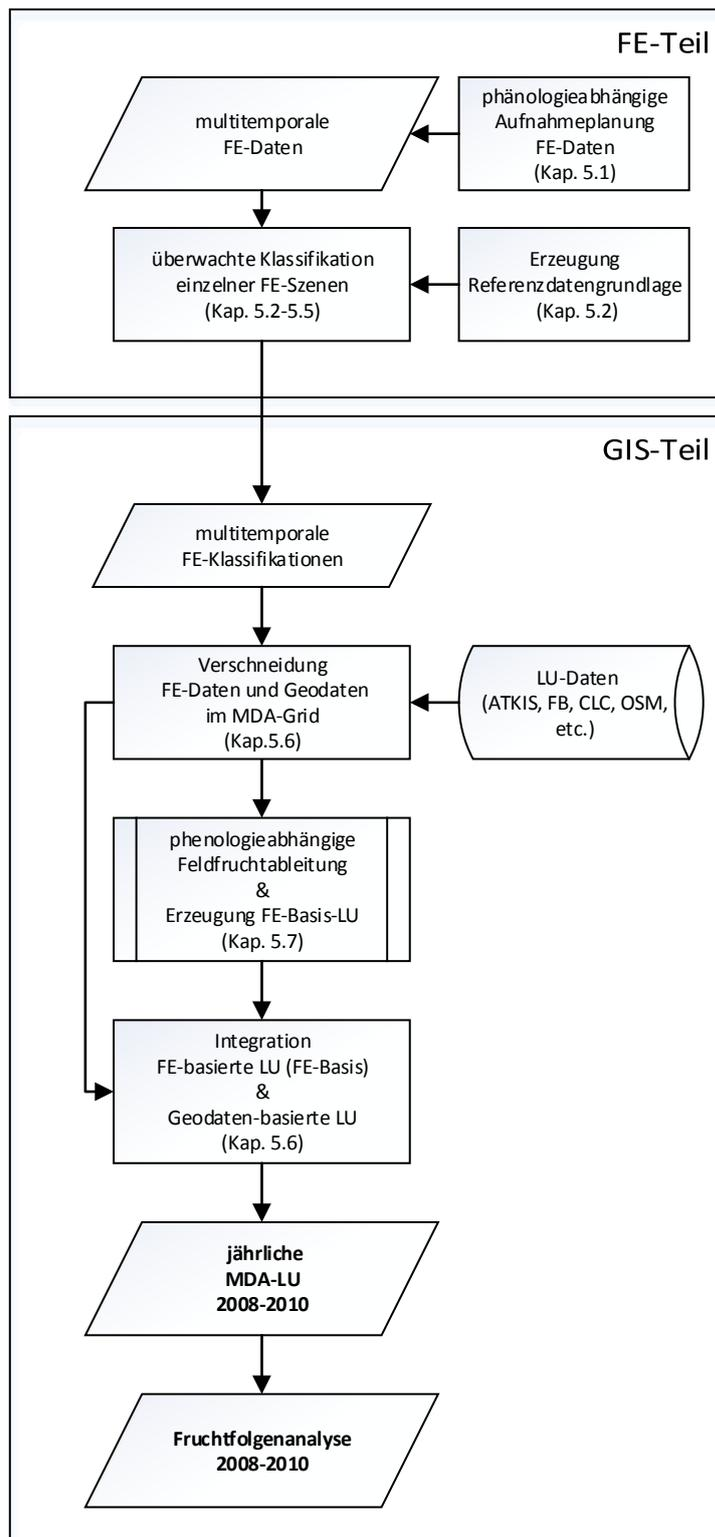 FE-Teil
multitemporale
FE-Daten
phänologieabhängige
Aufnahmeplanung
FE-Daten
(Kap. 5.1)
überwachte Klassifikation
einzelner FE-Szenen
(Kap. 5.2-5.5)
Erzeugung
Referenzdatengrundlage
(Kap. 5.2)
GIS-Teil
multitemporale
FE-Klassifikationen
Verschneidung
FE-Daten und Geodaten
im MDA-Grid
(Kap.5.6)
LU-Daten
(ATKIS, FB, CLC, OSM,
etc.)
phenologieabhängige
Feldfruchtableitung
&
Erzeugung FE-Basis-LU
(Kap. 5.7)
Integration
FE-basierte LU (FE-Basis)
&
Geodaten-basierte LU
(Kap. 5.6)
jährliche
MDA-LU
2008-2010
Fruchtfolgenanalyse
2008-2010